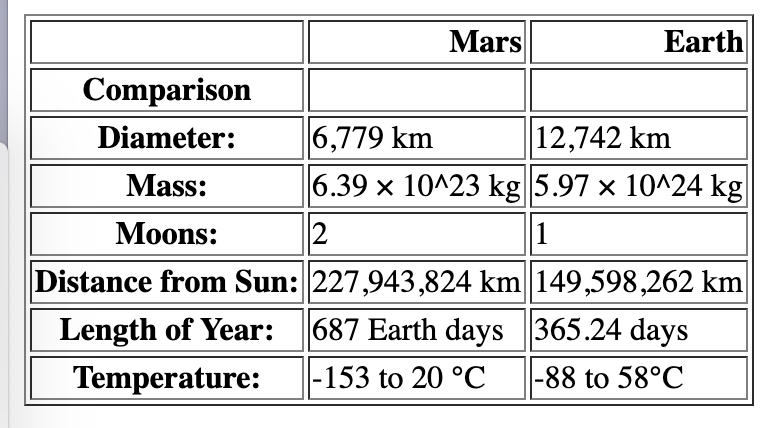 Mars Earth
Comparison
Diameter: 6,779 km 12,742 km
Mass: 6.39 × 10^23 kg 5.97 × 10^24 kg
Moons: 2 1
Distance from Sun: 227,943,824 km 149,598,262 km
Length of Year: 687 Earth days 365.24 days
Temperature: -153 to 20 °C -88 to 58°C